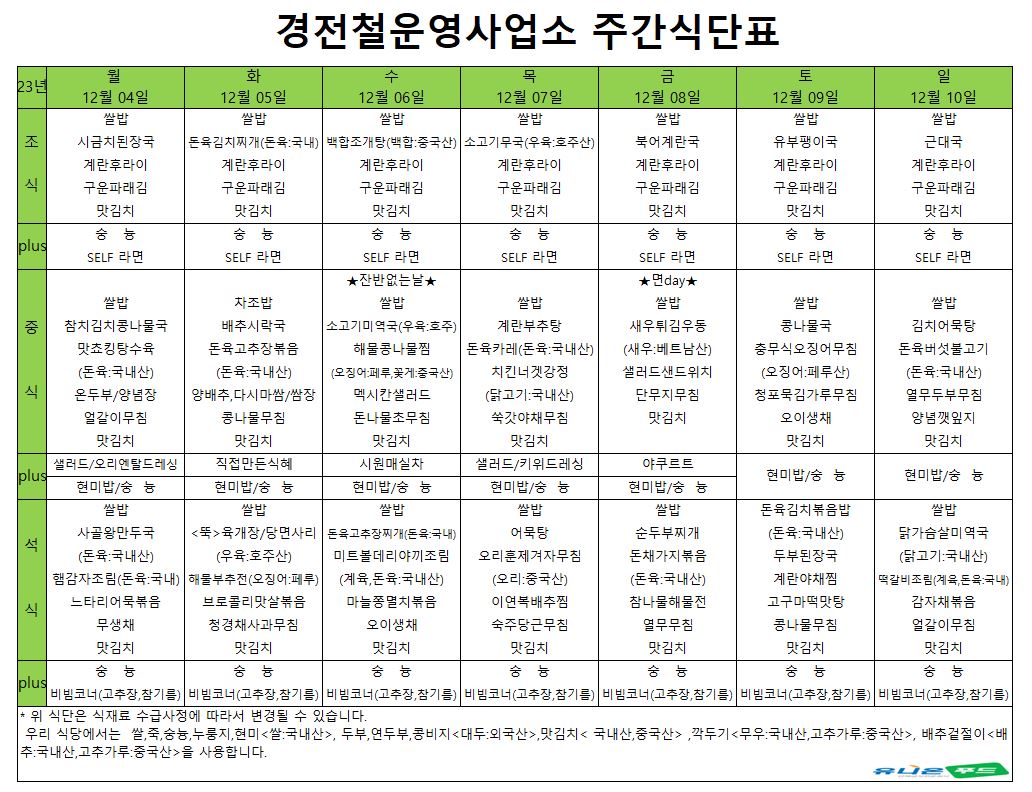 경전철운영사업소 주간식단표
23년 월 화 수 목 금 토 일
12월 04일 12월 05일 12월 06일 12월 07일 12월 08일 12월 09일 12월 10일
조식
쌀밥 쌀밥 쌀밥 쌀밥 쌀밥 쌀밥 쌀밥
시금치된장국 돈육김치찌개(돈육:국내) 백합조개탕(백합:중국산) 소고기무국(우육:호주산) 북어계란국 유부팽이국 근대국
계란후라이 계란후라이 계란후라이 계란후라이 계란후라이 계란후라이 계란후라이
구운파래김 구운파래김 구운파래김 구운파래김 구운파래김 구운파래김 구운파래김
맛김치 맛김치 맛김치 맛김치 맛김치 맛김치 맛김치
plus
숭 늉 숭 늉 숭 늉 숭 늉 숭 늉 숭 늉 숭 늉
SELF 라면 SELF 라면 SELF 라면 SELF 라면 SELF 라면 SELF 라면 SELF 라면
중식
★잔반없는날★ ★면day★
쌀밥 차조밥 쌀밥 쌀밥 쌀밥 쌀밥 쌀밥
참치김치콩나물국 배추시락국 소고기미역국(우육:호주) 계란부추탕 새우튀김우동 콩나물국 김치어묵탕
맛쵸킹탕수육 돈육고추장볶음 해물콩나물찜 돈육카레(돈육:국내산) (새우:베트남산) 충무식오징어무침 돈육버섯불고기
(돈육:국내산) (돈육:국내산) (오징어:페루,꽃게:중국산) 치킨너겟강정 샐러드샌드위치 (오징어:페루산) (돈육:국내산)
온두부/양념장 양배추,다시마쌈/쌈장 멕시칸샐러드 (닭고기:국내산) 단무지무침 청포묵김가루무침 열무두부무침
얼갈이무침 콩나물무침 돈나물초무침 쑥갓야채무침 맛김치 오이생채 양념깻잎지
맛김치 맛김치 맛김치 맛김치 맛김치 맛김치
plus
샐러드/오리엔탈드레싱 직접만든식혜 시원매실차 샐러드/키위드레싱 야쿠르트
현미밥/숭 늉 현미밥/숭 늉 현미밥/숭 늉 현미밥/숭 늉 현미밥/숭 늉 현미밥/숭 늉 현미밥/숭 늉
석식
쌀밥 쌀밥 쌀밥 쌀밥 쌀밥 돈육김치볶음밥 쌀밥
사골왕만두국 <뚝>육개장/당면사리 돈육고추장찌개(돈육:국내) 어묵탕 순두부찌개 (돈육:국내산) 닭가슴살미역국
(돈육:국내산) (우육:호주산) 미트볼데리야끼조림 오리훈제겨자무침 돈채가지볶음 두부된장국 (닭고기:국내산)
햄감자조림(돈육:국내) 해물부추전(오징어:페루) (계육,돈육:국내산) (오리:중국산) (돈육:국내산) 계란야채찜 떡갈비조림(계육,돈육:국내)
느타리어묵볶음 브로콜리맛살볶음 마늘쫑멸치볶음 이연복배추찜 참나물해물전 고구마떡맛탕 감자채볶음
무생채 청경채사과무침 오이생채 숙주당근무침 열무무침 콩나물무침 얼갈이무침
맛김치 맛김치 맛김치 맛김치 맛김치 맛김치 맛김치
plus
숭 늉 숭 늉 숭 늉 숭 늉 숭 늉 숭 늉 숭 늉
비빔코너(고추장,참기름) 비빔코너(고추장,참기름) 비빔코너(고추장,참기름) 비빔코너(고추장,참기름) 비빔코너(고추장,참기름) 비빔코너(고추장,참기름) 비빔코너(고추장,참기름)
* 위 식단은 식재료 수급사정에 따라서 변경될 수 있습니다.
우리 식당에서는 쌀,죽,숭늉,누룽지,현미<쌀:국내산>, 두부,연두부,콩비지<대두:외국산>,맛김치< 국내산,중국산> ,깍두기<무우:국내산,고추가루:중국산>, 배추겉절이<배
추:국내산,고추가루:중국산>을 사용합니다.
유니온푸드